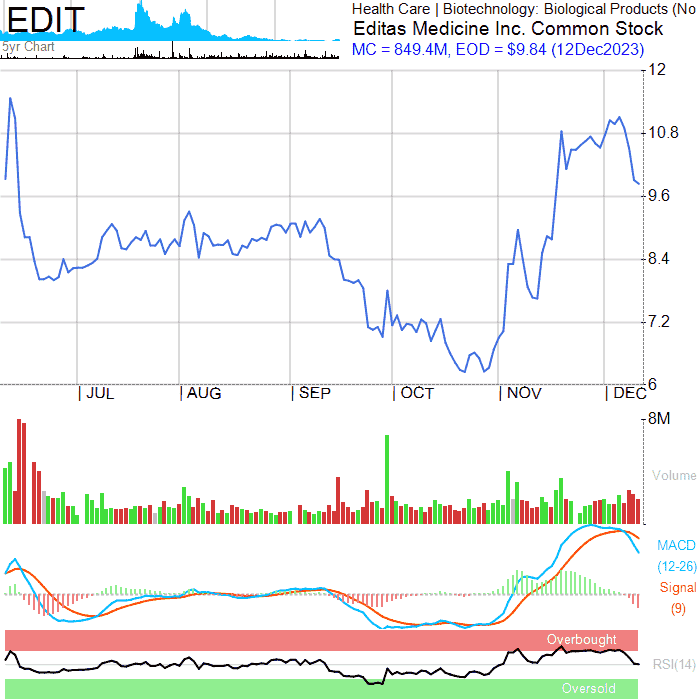 EDIT
5yr Chart
Health Care | Biotechnology: Biological Products (No
Editas Medicine Inc. Common Stock
MC = 849.4M, EOD = $9.84 (12Dec2023)
12
10.8
9.6
8.4
7.2
6
JUL
AUG
SEP
OCT
NOV
DEC
8M
Volume
MACD
(12-26)
Signal
(9)
Overbought
RSI(14)
Oversold